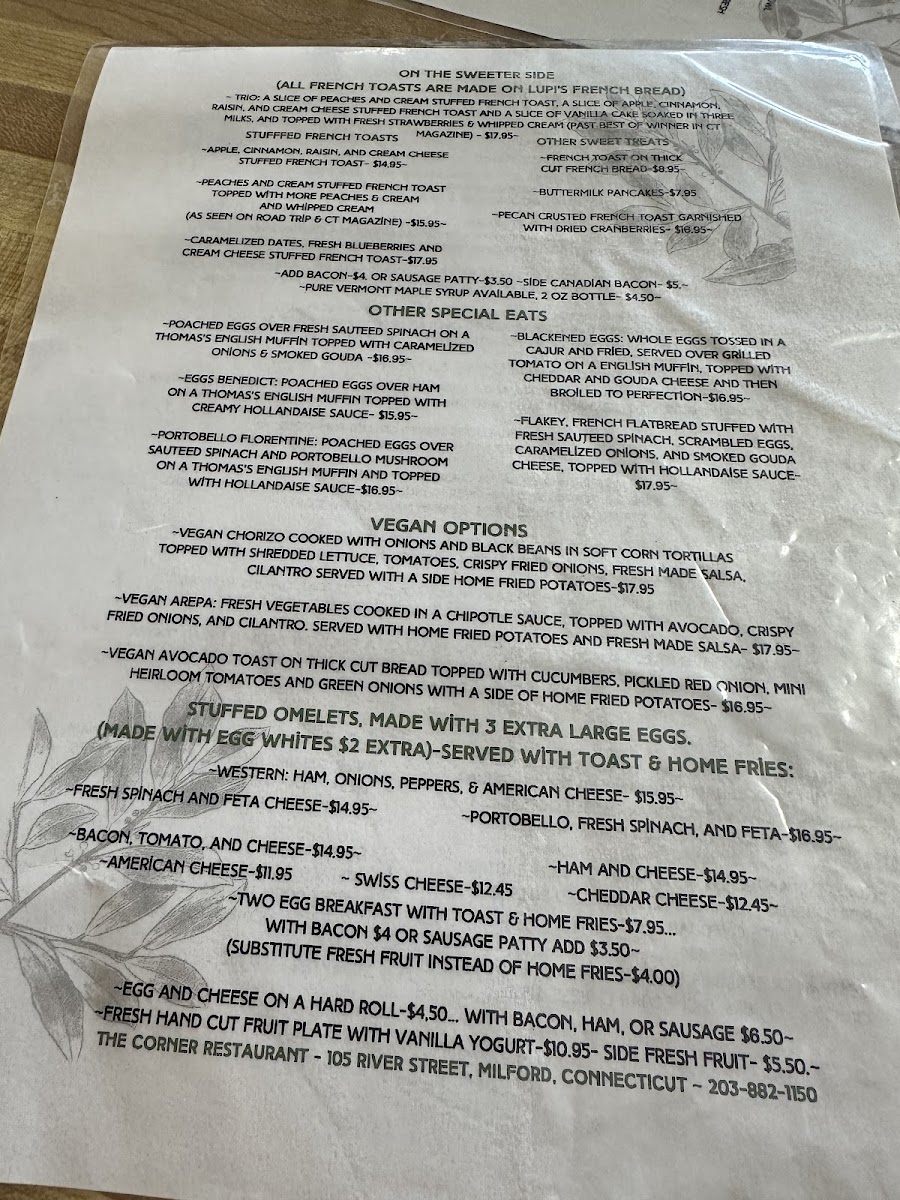 ON THE SWEETER SIDE
(ALL FRENCH TOASTS ARE MADE ON LUPI'S FRENCH BREAD)
~ TRIO: A SLICE OF PEACHES AND CREAM STUFFED FRENCH TOAST, A SLICE OF APPLE, CINNAMON,
RAISIN, AND CREAM CHEESE STUFFED FRENCH TOAST AND A SLICE OF VANILLA CAKE SOAKED IN THREE
MILKS, AND TOPPED WITH FRESH STRAWBERRIES & WHIPPED CREAM (PAST BEST OF WINNER IN CT
MAGAZINE) - $17.95~
STUFFFED FRENCH TOASTS
~APPLE, CINNAMON, RAISIN, AND CREAM CHEESE
STUFFED FRENCH TOAST- $14.95~
~PEACHES AND CREAM STUFFED FRENCH TOAST
TOPPED WITH MORE PEACHES & CREAM
AND WHIPPED CREAM
(AS SEEN ON ROAD TRIP & CT MAGAZINE) -$15.95~
~CARAMELIZED DATES, FRESH BLUEBERRIES AND
CREAM CHEESE STUFFED FRENCH TOAST-$17.95
OTHER SWEET TREATS
~FRENCH TOAST ON THICK
CUT FRENCH BREAD-$8.95~
~BUTTERMILK PANCAKES-$7.95
~PECAN CRUSTED FRENCH TOAST GARNISHED
WITH DRIED CRANBERRIES- $16.95~
~ADD BACON-$4. OR SAUSAGE PATTY-$3.50 ~SIDE CANADIAN BACON- $5.~
~PURE VERMONT MAPLE SYRUP AVAILABLE, 2 OZ BOTTLE- $4.50~
OTHER SPECIAL EATS
~POACHED EGGS OVER FRESH SAUTEED SPINACH ON A
THOMAS'S ENGLISH MUFFIN TOPPED WITH CARAMELIZED
ONIONS & SMOKED GOUDA -$16.95~
~EGGS BENEDICT: POACHED EGGS OVER HAM
ON A THOMAS'S ENGLISH MUFFIN TOPPED WITH
CREAMY HOLLANDAISE SAUCE- $15.95~
~PORTOBELLO FLORENTINE: POACHED EGGS OVER
SAUTEED SPINACH AND PORTOBELLO MUSHROOM
ON A THOMAS'S ENGLISH MUFFIN AND TOPPED
WITH HOLLANDAISE SAUCE-$16.95~
~BLACKENED EGGS: WHOLE EGGS TOSSED IN A
CAJUR AND FRIED, SERVED OVER GRILLED
TOMATO ON A ENGLISH MUFFIN, TOPPED WITH
CHEDDAR AND GOUDA CHEESE AND THEN
BROILED TO PERFECTION-$16.95~
~FLAKEY, FRENCH FLATBREAD STUFFED WITH
FRESH SAUTEED SPINACH, SCRAMBLED EGGS,
CARAMELIZED ONIONS, AND SMOKED GOUDA
CHEESE, TOPPED WITH HOLLANDAISE SAUCE-
$17.95~
VEGAN OPTIONS
~VEGAN CHORIZO COOKED WITH ONIONS AND BLACK BEANS IN SOFT CORN TORTILLAS
TOPPED WITH SHREDDED LETTUCE, TOMATOES, CRISPY FRIED ONIONS, FRESH MADE SALSA,
CILANTRO SERVED WITH A SIDE HOME FRIED POTATOES-$17.95
~VEGAN AREPA: FRESH VEGETABLES COOKED IN A CHIPOTLE SAUCE, TOPPED WITH AVOCADO, CRISPY
FRIED ONIONS, AND CILANTRO. SERVED WITH HOME FRIED POTATOES AND FRESH MADE SALSA- $17.95~
~VEGAN AVOCADO TOAST ON THICK CUT BREAD TOPPED WITH CUCUMBERS, PICKLED RED ONION, MINI
HEIRLOOM TOMATOES AND GREEN ONIONS WITH A SIDE OF HOME FRIED POTATOES- $16.95~
STUFFED OMELETS, MADE WITH 3 EXTRA LARGE EGGS.
(MADE WITH EGG WHITES $2 EXTRA)-SERVED WITH TOAST & HOME FRIES:
~WESTERN: HAM, ONIONS, PEPPERS, & AMERICAN CHEESE- $15.95~
~FRESH SPINACH AND FETA CHEESE-$14.95~
~PORTOBELLO, FRESH SPINACH, AND FETA-$16.95~
~BACON, TOMATO, AND CHEESE-$14.95~
~HAM AND CHEESE-$14.95~
~AMERICAN CHEESE-$11.95
~ SWISS CHEESE-$12.45
~CHEDDAR CHEESE-$12.45~
~TWO EGG BREAKFAST WITH TOAST & HOME FRIES-$7.95...
WITH BACON $4 OR SAUSAGE PATTY ADD $3.50~
(SUBSTITUTE FRESH FRUIT INSTEAD OF HOME FRIES-$4.00)
~EGG AND CHEESE ON A HARD ROLL-$4,50... WITH BACON, HAM, OR SAUSAGE $6.50~
~FRESH HAND CUT FRUIT PLATE WITH VANILLA YOGURT-$10.95- SIDE FRESH FRUIT- $5.50.~
THE CORNER RESTAURANT - 105 RIVER STREET, MILFORD, CONNECTICUT ~ 203-882-1150